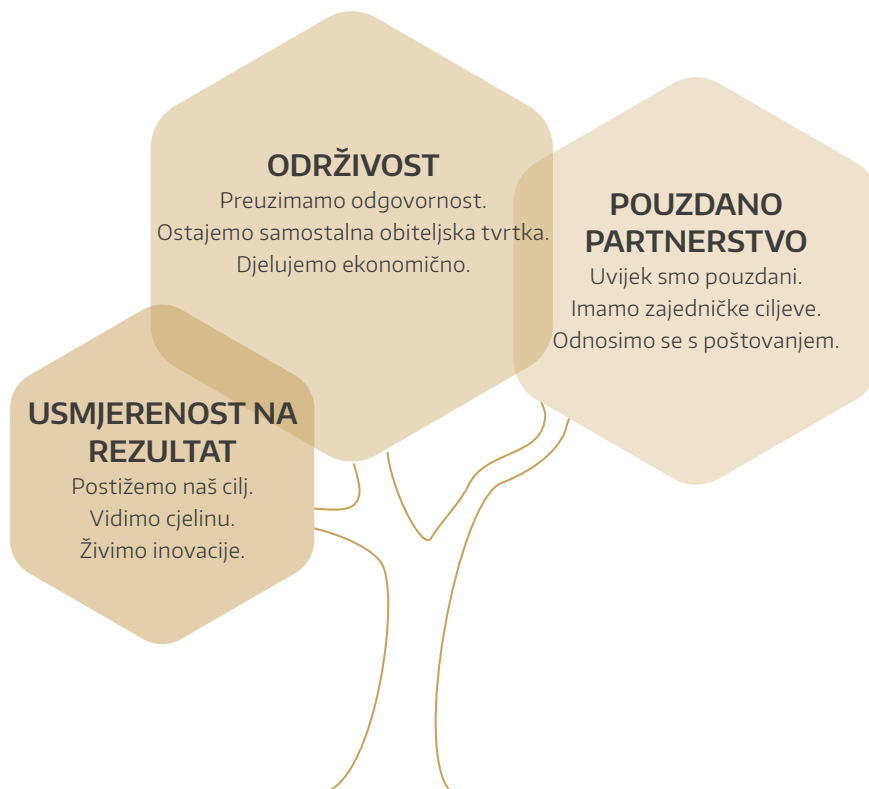 ODRŽIVOST
Preuzimamo odgovornost.
Ostajemo samostalna obiteljska tvrtka.
Djelujemo ekonomično.
POUZDANO
PARTNERSTVO
Uvijek smo pouzdani.
Imamo zajedničke ciljeve.
Odnosimo se s poštovanjem.
USMJERENOST NA
REZULTAT
Postižemo naš cilj.
Vidimo cjelinu.
Živimo inovacije.